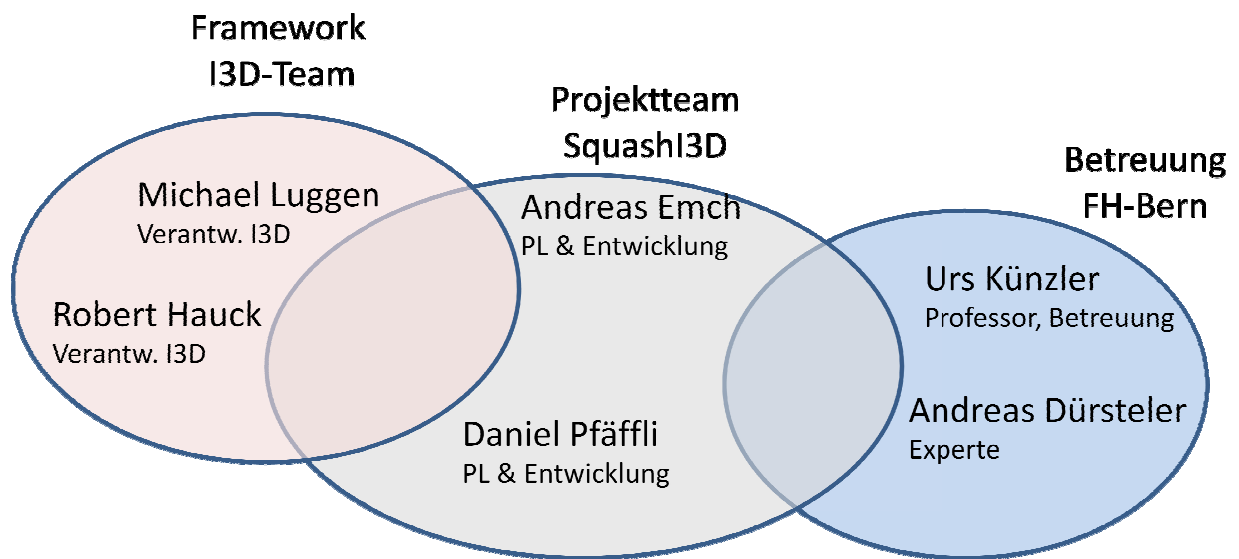 Framework
I3D-Team
Michael Luggen
Verantw. I3D
Robert Hauck
Verantw. I3D
Projektteam
SquashI3D
Andreas Emch
PL & Entwicklung
Daniel Pfäffli
PL & Entwicklung
Betreuung
FH-Bern
Urs Künzler
Professor, Betreuung
Andreas Dürsteler
Experte